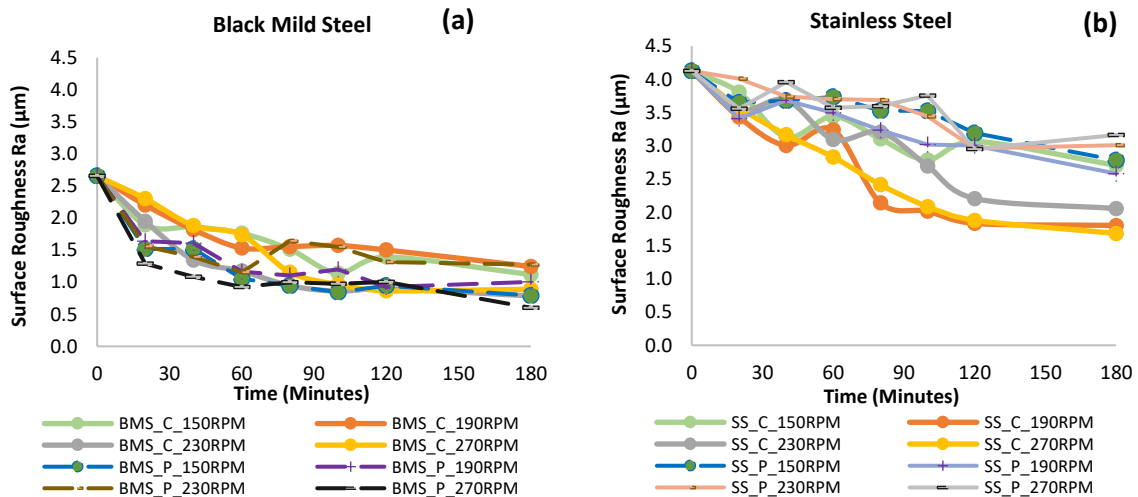 Black Mild Steel
(a)
Surface Roughness Ra (µm)
4.5
4.0
3.5
3.0
2.5
2.0
1.5
1.0
0.5
0.0
0 30 60 90 120 150 180
Time (Minutes)
BMS_C_150RPM BMS_C_190RPM
BMS_C_230RPM BMS_C_270RPM
BMS_P_150RPM BMS_P_190RPM
BMS_P_230RPM BMS_P_270RPM
Stainless Steel
(b)
Surface Roughness Ra (µm)
4.5
4.0
3.5
3.0
2.5
2.0
1.5
1.0
0.5
0.0
0 30 60 90 120 150 180
Time (Minutes)
SS_C_150RPM SS_C_190RPM
SS_C_230RPM SS_C_270RPM
SS_P_150RPM SS_P_190RPM
SS_P_230RPM SS_P_270RPM